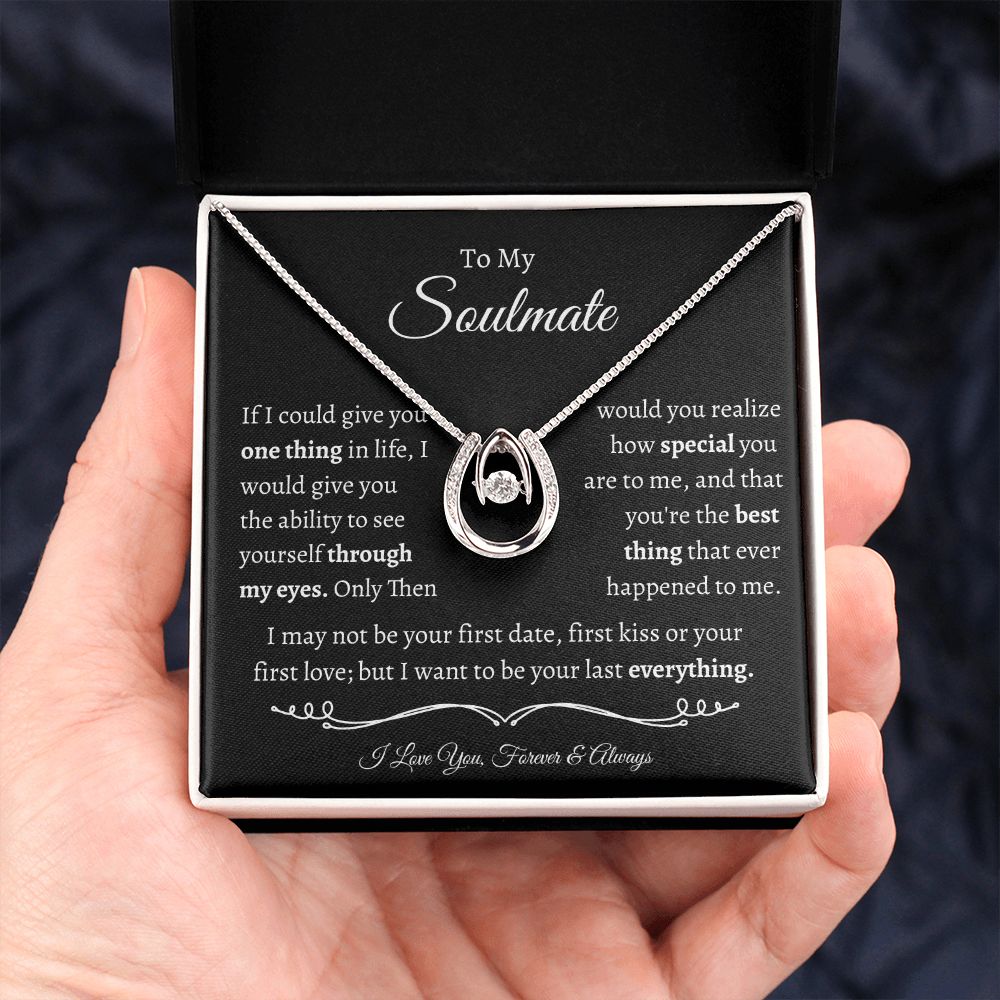 To My
Soulmate
If I could give you
one thing in life, I
would give you
the ability to see
yourself through
my eyes. Only Then
would you realize
how special you
are to me, and that
you're the best
thing that ever
happened to me.
I may not be your first date, first kiss or your
first love; but I want to be your last everything.
I Love You, Forever & Always